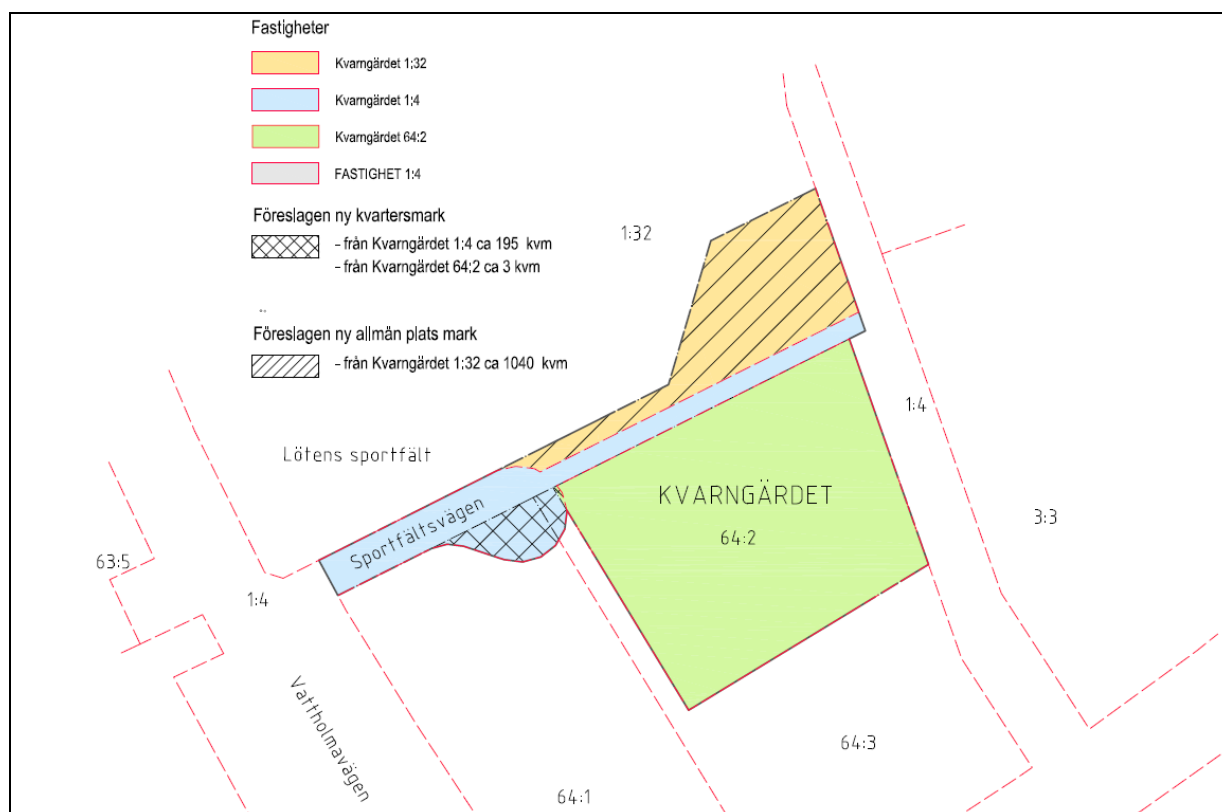 Fastigheter
Kvarngärdet 1:32
Kvarngärdet 1:4
Kvarngärdet 64:2
FASTIGHET 1:4
Föreslagen ny kvartersmark
– från Kvarngärdet 1:4 ca 195 kvm
– från Kvarngärdet 64:2 ca 3 kvm
Föreslagen ny allmän plats mark
– från Kvarngärdet 1:32 ca 1040 kvm
1:32
Lötens sportfält
1:4
KVARNGÄRDET
64:2
3:3
Sportfältsvägen
63:5
1:4
Vattholmavägen
64:3
64:1